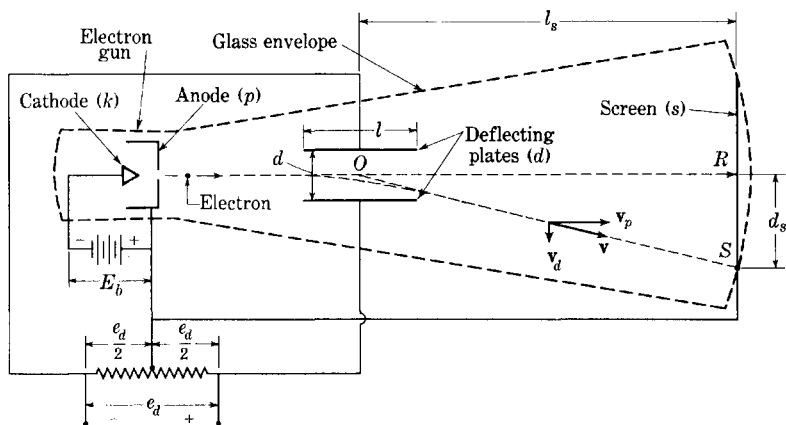 l_s
Electron
gun
Glass envelope
Cathode (k)
Anode (p)
Screen (s)
l
Deflecting
plates (d)
d
O
R
Electron
d_s
v_p
v_d
v
S
- +
E_b
e_d/2
e_d/2
e_d
- +